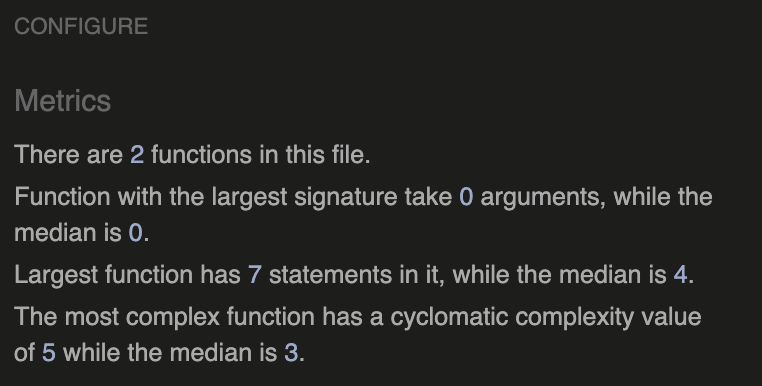 CONFIGURE
Metrics
There are 2 functions in this file.
Function with the largest signature take 0 arguments, while the
median is 0.
Largest function has 7 statements in it, while the median is 4.
The most complex function has a cyclomatic complexity value
of 5 while the median is 3.